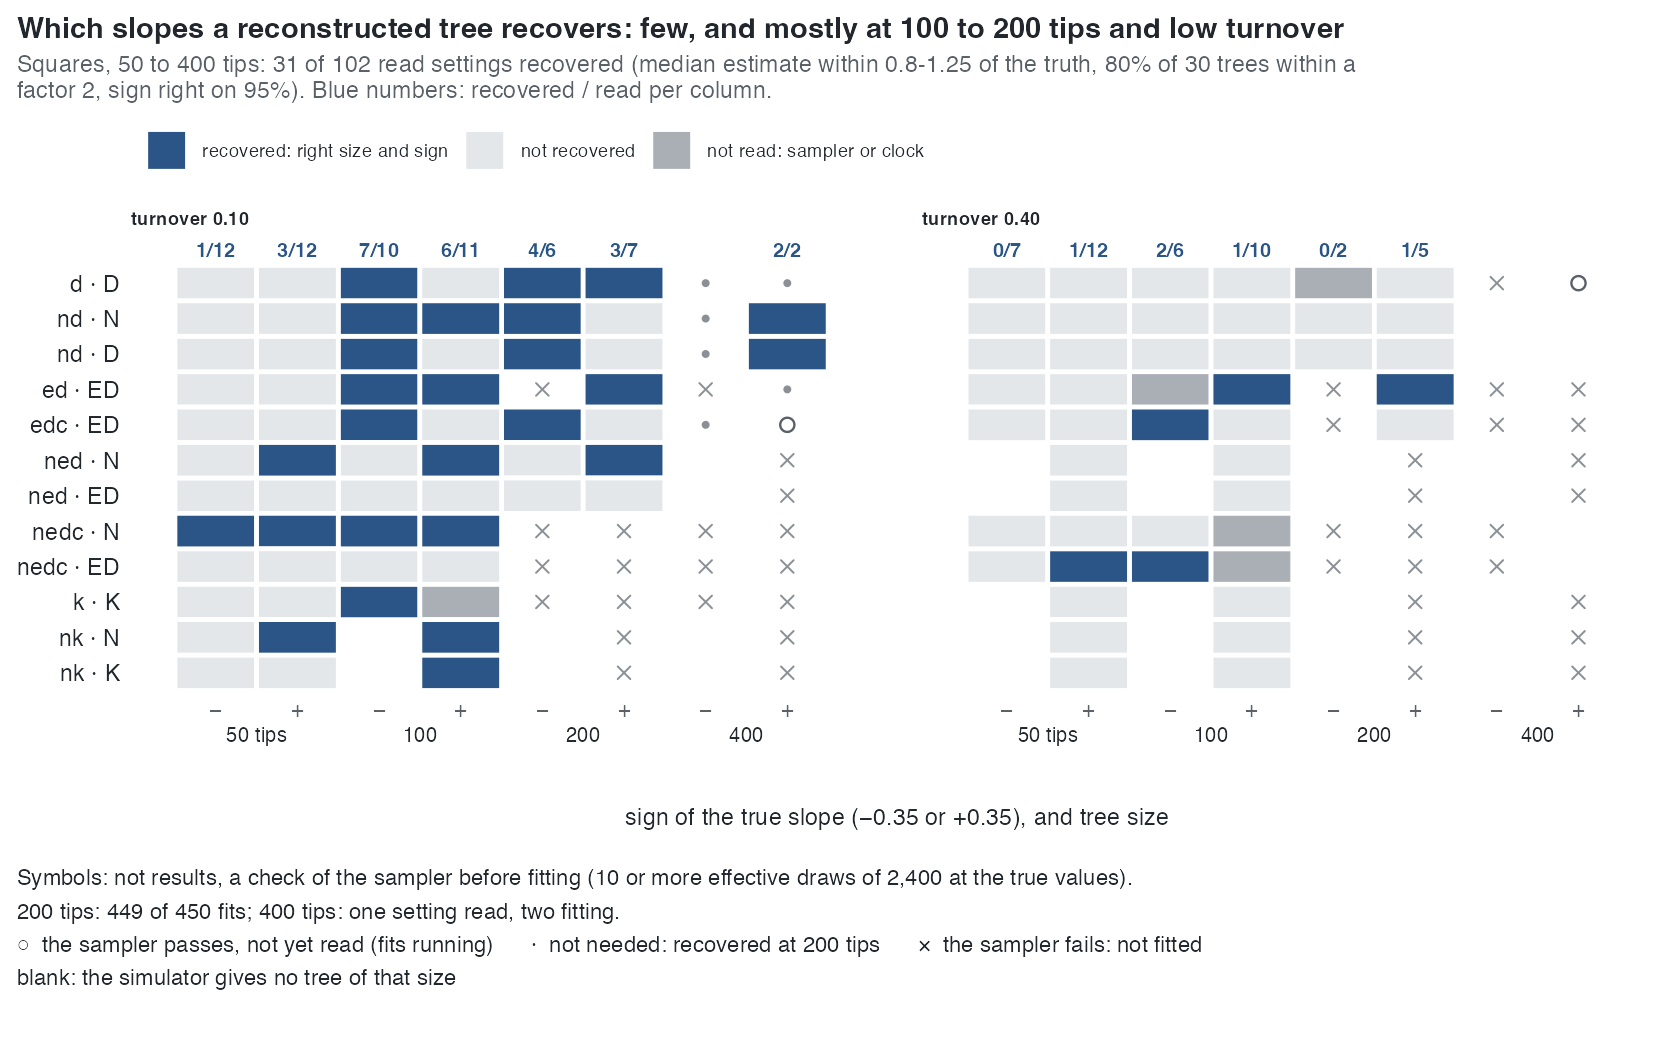 Which slopes a reconstructed tree recovers: few, and mostly at 100 to 200 tips and low turnover
Squares, 50 to 400 tips: 31 of 102 read settings recovered (median estimate within 0.8-1.25 of the truth, 80% of 30 trees within a
factor 2, sign right on 95%). Blue numbers: recovered / read per column.
recovered: right size and sign not recovered not read: sampler or clock
turnover 0.10 turnover 0.40
1/12 3/12 7/10 6/11 4/6 3/7 2/2 0/7 1/12 2/6 1/10 0/2 1/5
d · D
nd · N
nd · D
ed · ED
edc · ED
ned · N
ned · ED
nedc · N
nedc · ED
k · K
nk · N
nk · K
− + − + − + − + − + − + − + − +
50 tips 100 200 400 50 tips 100 200 400
sign of the true slope (−0.35 or +0.35), and tree size
Symbols: not results, a check of the sampler before fitting (10 or more effective draws of 2,400 at the true values).
200 tips: 449 of 450 fits; 400 tips: one setting read, two fitting.
○ the sampler passes, not yet read (fits running) · not needed: recovered at 200 tips × the sampler fails: not fitted
blank: the simulator gives no tree of that size